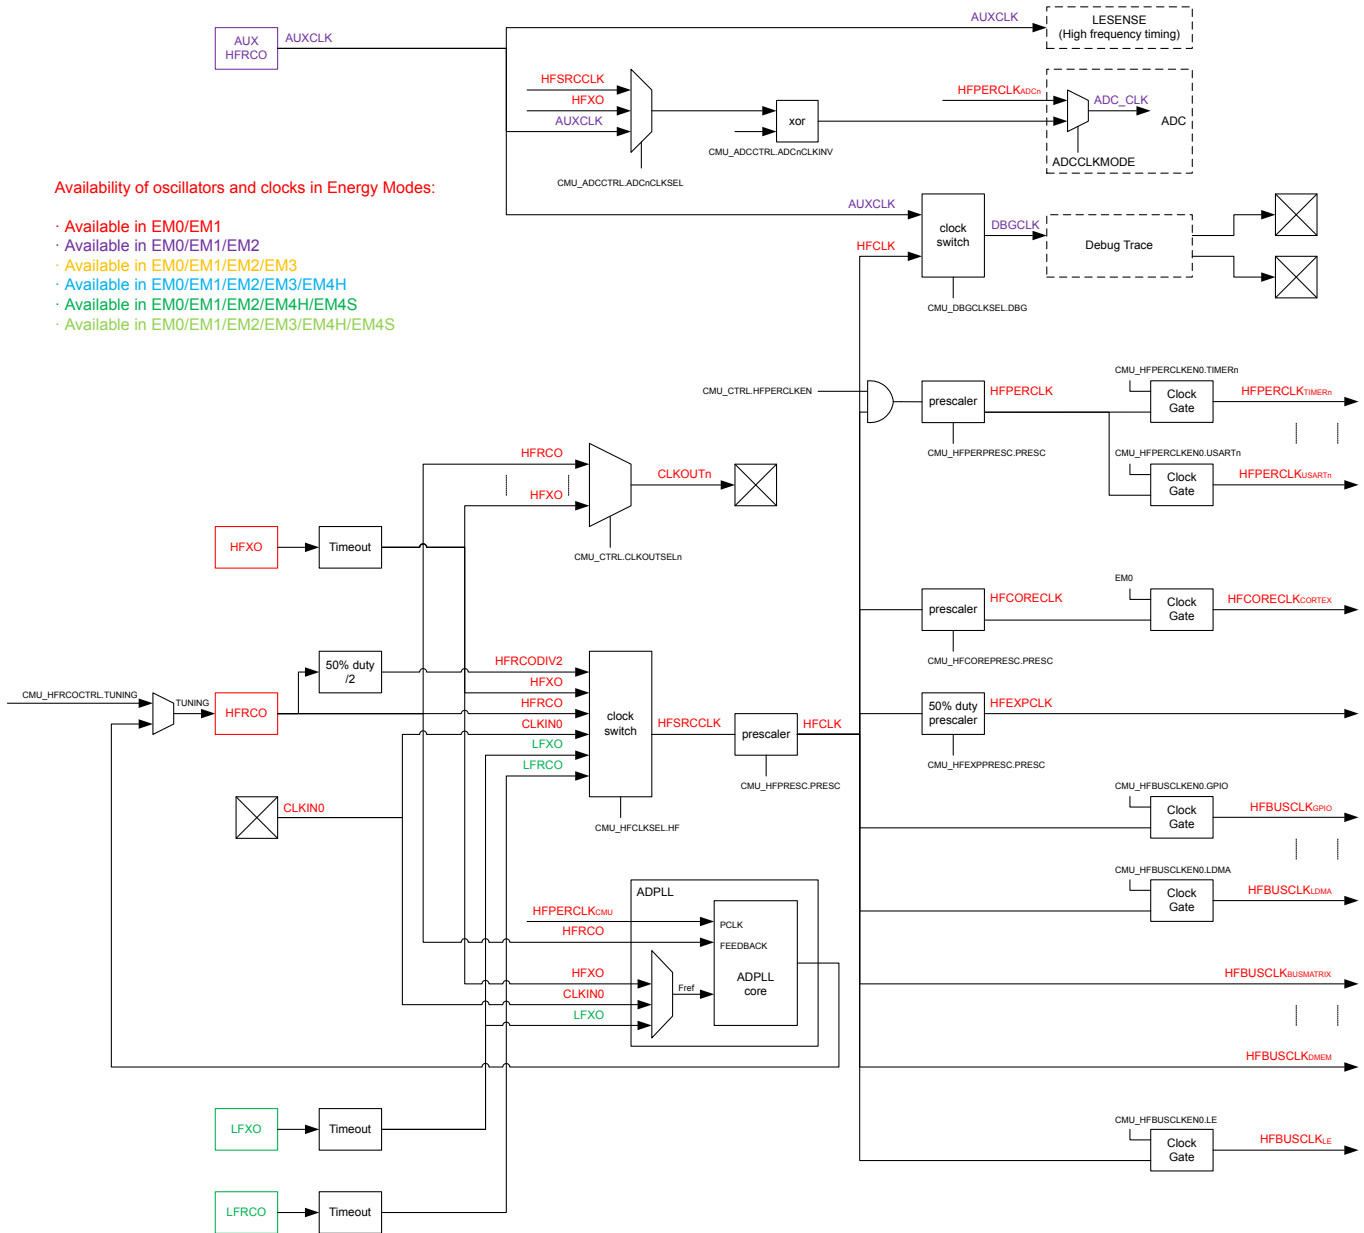 AUXCLK
LESENSE
(High frequency timing)
AUX
HFRCO
AUXCLK
HFSRCCLK
HFXO
AUXCLK
CMU_ADCCTRL.ADCnCLKSEL
xor
CMU_ADCCTRL.ADCnCLKINV
HFPERCLKADCn
ADC_CLK
ADC
ADCCLKMODE
Availability of oscillators and clocks in Energy Modes:
· Available in EM0/EM1
· Available in EM0/EM1/EM2
· Available in EM0/EM1/EM2/EM3
· Available in EM0/EM1/EM2/EM3/EM4H
· Available in EM0/EM1/EM2/EM4H/EM4S
· Available in EM0/EM1/EM2/EM3/EM4H/EM4S
AUXCLK
HFCLK
clock
switch
DBGCLK
Debug Trace
CMU_DBGCLKSEL.DBG
CMU_CTRL.HFPERCLKEN
prescaler
HFPERCLK
CMU_HFPERPRESC.PRESC
CMU_HFPERCLKEN0.TIMERn
Clock
Gate
HFPERCLKTIMERn
CMU_HFPERCLKEN0.USARTn
Clock
Gate
HFPERCLKUSARTn
HFRCO
HFXO
CLKOUTn
CMU_CTRL.CLKOUTSELn
HFXO
Timeout
prescaler
HFCORECLK
CMU_HFCOREPRESC.PRESC
EM0
Clock
Gate
HFCORECLKCORTEX
CMU_HFRCOCTRL.TUNING
TUNING
HFRCO
50% duty
/2
HFRCODIV2
HFXO
HFRCO
CLKIN0
LFXO
LFRCO
clock
switch
CMU_HFCLKSEL.HF
HFSRCCLK
prescaler
CMU_HFPRESC.PRESC
HFCLK
50% duty
prescaler
HFEXPCLK
CMU_HFEXPPRESC.PRESC
CLKIN0
CMU_HFBUSCLKEN0.GPIO
Clock
Gate
HFBUSCLKGPIO
CMU_HFBUSCLKEN0.LDMA
Clock
Gate
HFBUSCLKLDMA
ADPLL
HFPERCLKCMU
HFRCO
PCLK
FEEDBACK
ADPLL
core
HFXO
CLKIN0
LFXO
Fref
HFBUSCLKBUSMATRIX
HFBUSCLKDMEM
LFXO
Timeout
CMU_HFBUSCLKEN0.LE
Clock
Gate
HFBUSCLKLE
LFRCO
Timeout